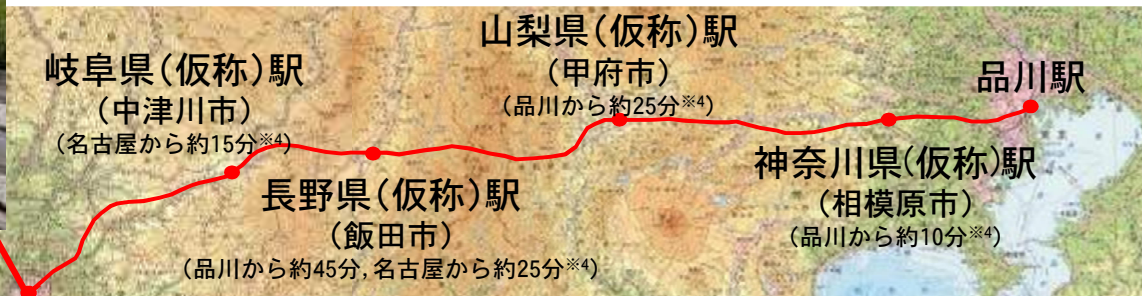 岐阜県(仮称)駅
(中津川市)
(名古屋から約15分※4)
長野県(仮称)駅
(飯田市)
(品川から約45分,名古屋から約25分※4)
山梨県(仮称)駅
(甲府市)
(品川から約25分※4)
神奈川県(仮称)駅
(相模原市)
(品川から約10分※4)
品川駅